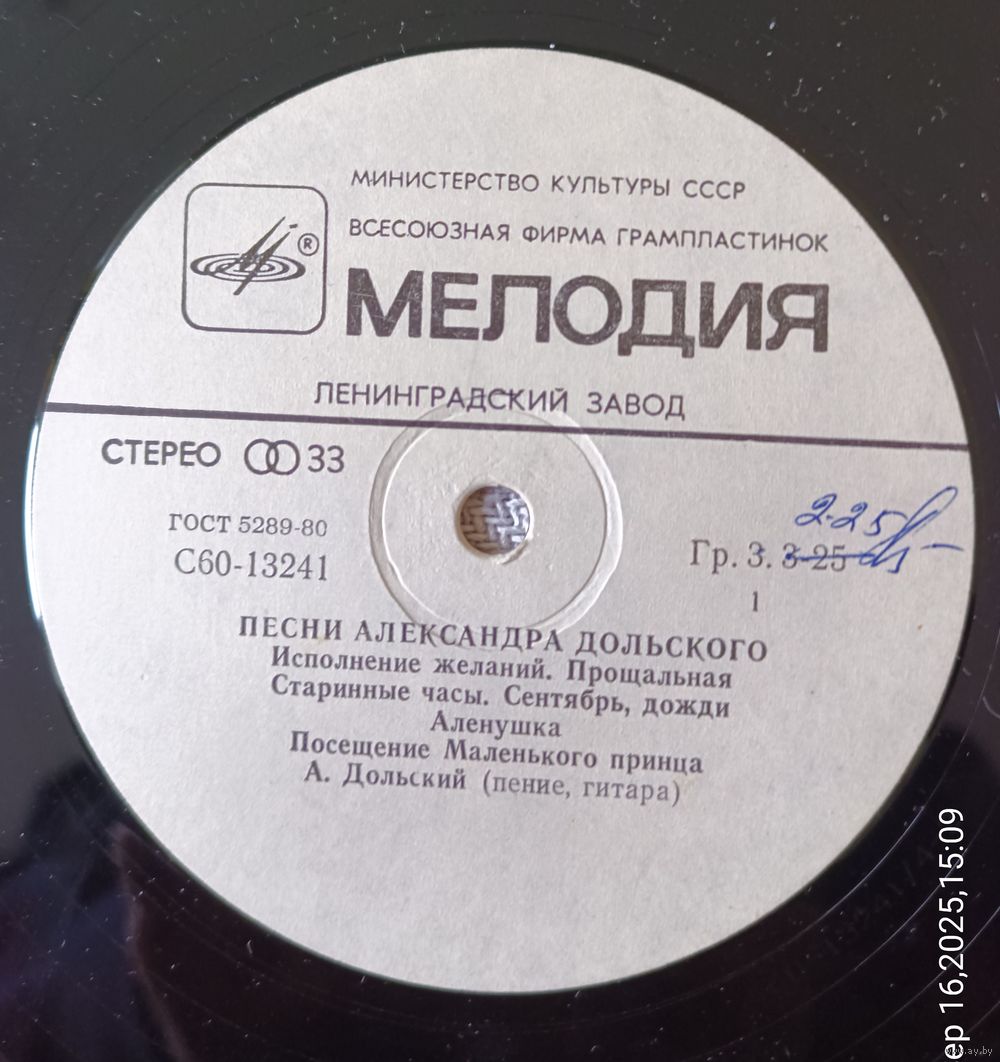 МИНИСТЕРСТВО КУЛЬТУРЫ СССР
ВСЕСОЮЗНАЯ ФИРМА ГРАМПЛАСТИНОК
®
МЕЛОДИЯ
ЛЕНИНГРАДСКИЙ ЗАВОД
СТЕРЕО 33
ГОСТ 5289-80
С60-13241
2-25
Гр. 3. 3-25
1
ПЕСНИ АЛЕКСАНДРА ДОЛЬСКОГО
Исполнение желаний. Прощальная
Старинные часы. Сентябрь, дожди
Аленушка
Посещение Маленького принца
А. Дольский (пение, гитара)
ер 16,2025,15:09